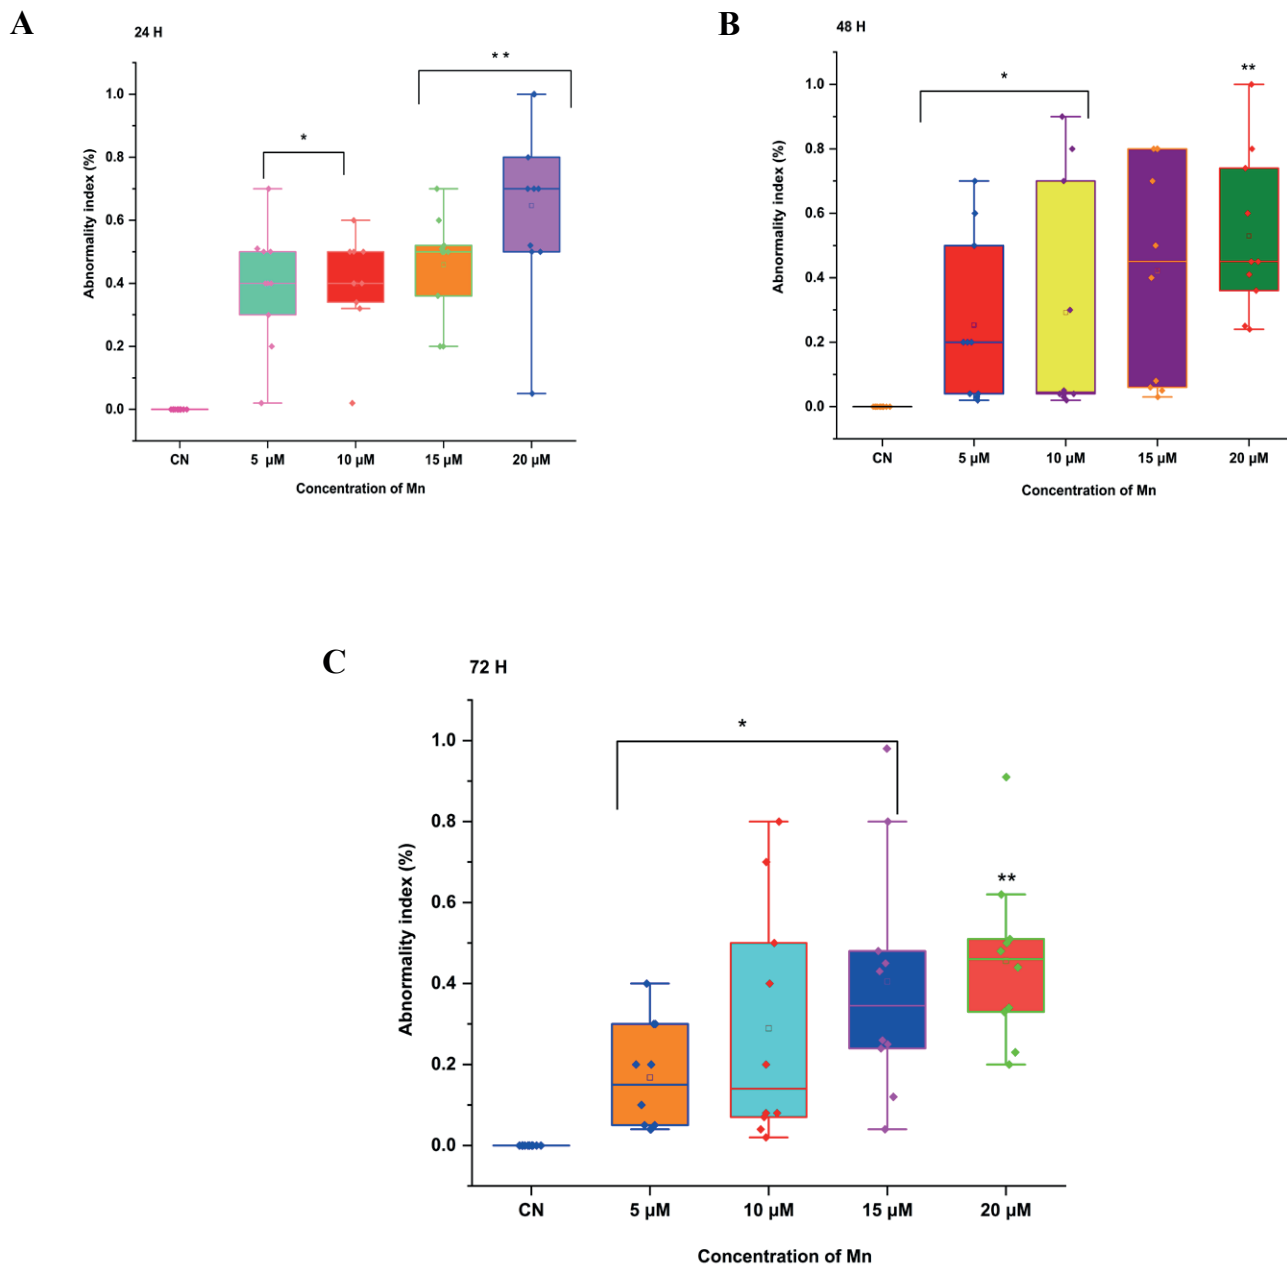 A
24 H
* *
*
1.0
0.8
0.6
0.4
0.2
0.0
Abnormality index (%)
CN 5 µM 10 µM 15 µM 20 µM
Concentration of Mn
B
48 H
*
**
1.0
0.8
0.6
0.4
0.2
0.0
Abnormality index (%)
CN 5 µM 10 µM 15 µM 20 µM
Concentration of Mn
C
72 H
*
**
1.0
0.8
0.6
0.4
0.2
0.0
Abnormality index (%)
CN 5 µM 10 µM 15 µM 20 µM
Concentration of Mn